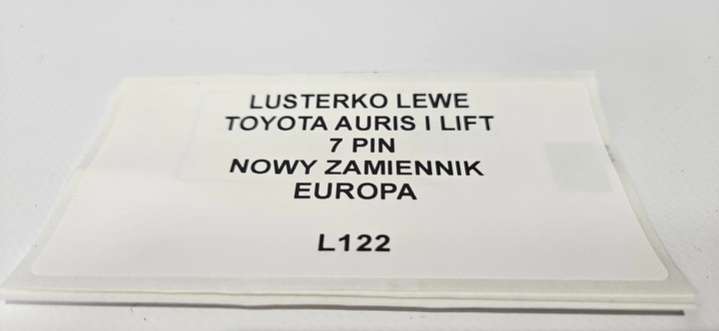 LUSTERKO LEWE
TOYOTA AURIS I LIFT
7 PIN
NOWY ZAMIENNIK
EUROPA
L122